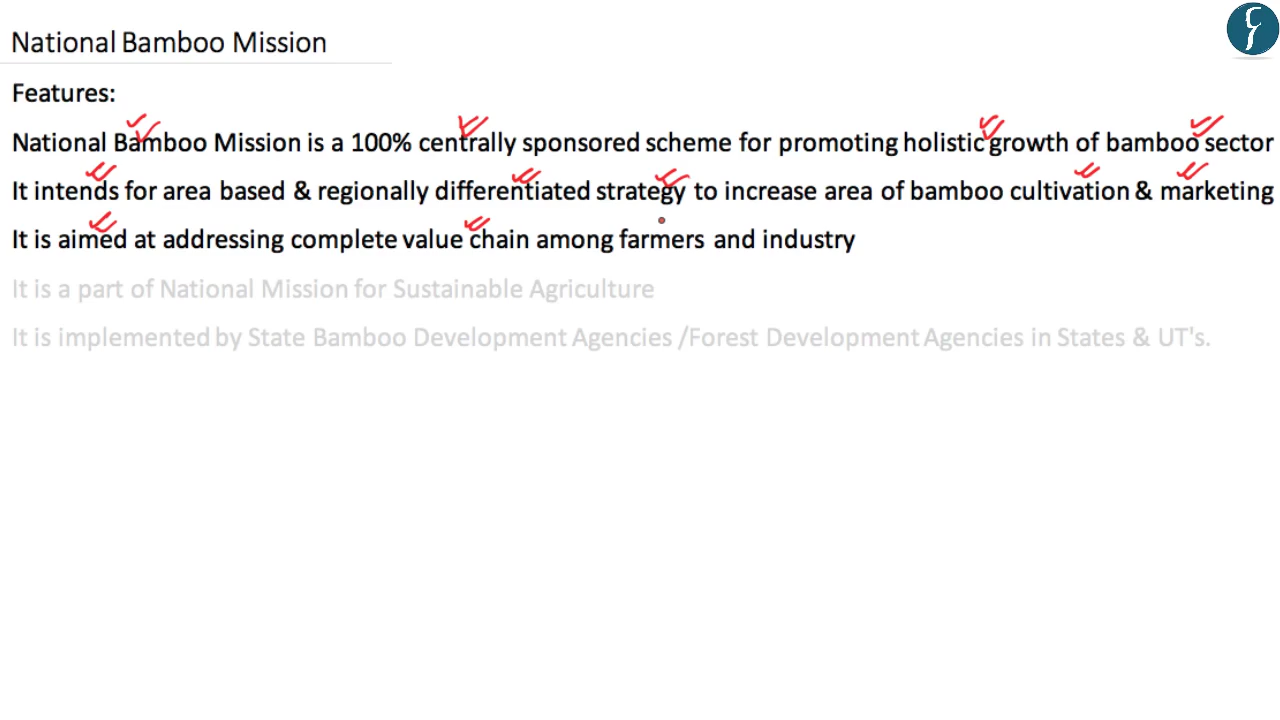 National Bamboo Mission
Features:
National Bamboo Mission is a 100% centrally sponsored scheme for promoting holistic growth of bamboo sector
It intends for area based & regionally differentiated strategy to increase area of bamboo cultivation & marketing
It is aimed at addressing complete value chain among farmers and industry
It is a part of National Mission for Sustainable Agriculture
It is implemented by State Bamboo Development Agencies /Forest Development Agencies in States & UT's.